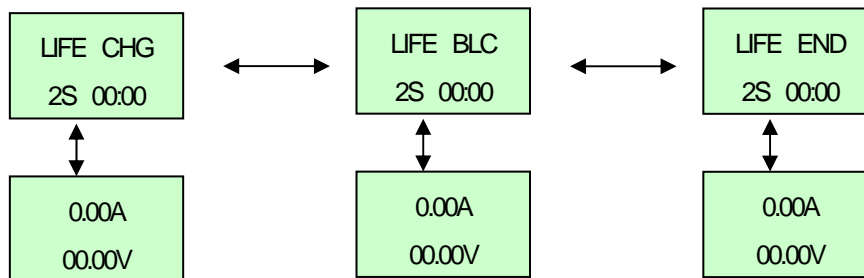 LIFE CHG
2S 00:00
LIFE BLC
2S 00:00
LIFE END
2S 00:00
0.00A
00.00V
0.00A
00.00V
0.00A
00.00V